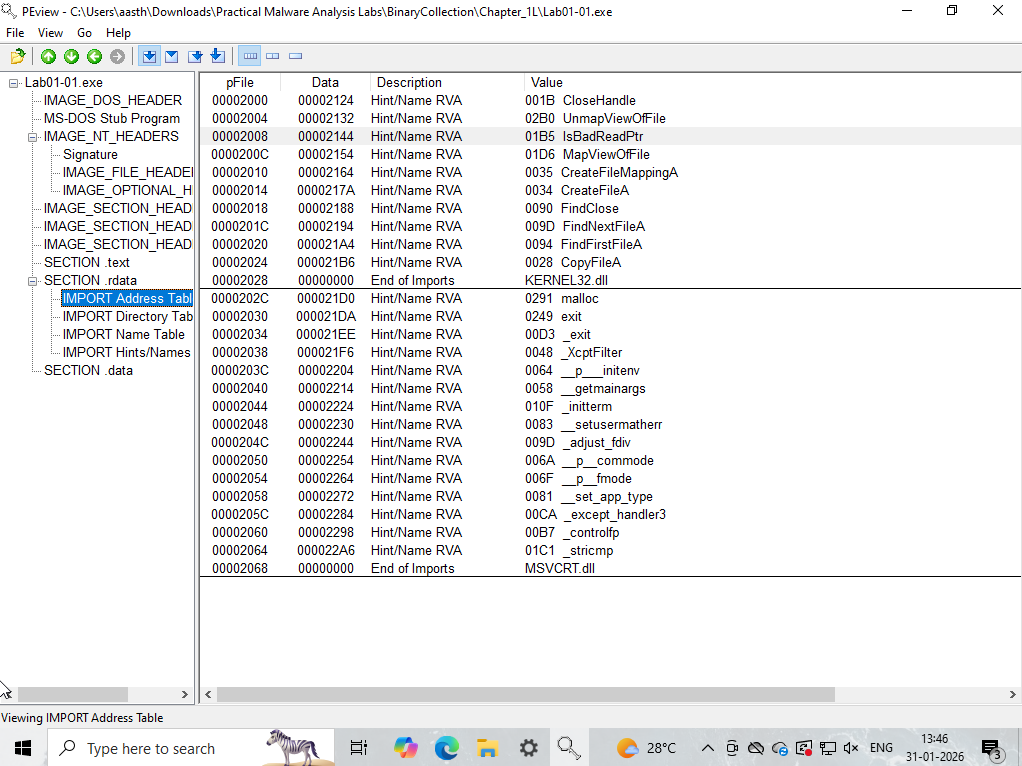 PEview - C:\Users\aasth\Downloads\Practical Malware Analysis Labs\BinaryCollection\Chapter_1L\Lab01-01.exe
File View Go Help
Lab01-01.exe
IMAGE_DOS_HEADER
MS-DOS Stub Program
IMAGE_NT_HEADERS
Signature
IMAGE_FILE_HEADEI
IMAGE_OPTIONAL_H
IMAGE_SECTION_HEAD
IMAGE_SECTION_HEAD
IMAGE_SECTION_HEAD
SECTION .text
SECTION .rdata
IMPORT Address Tabl
IMPORT Directory Tab
IMPORT Name Table
IMPORT Hints/Names
SECTION .data
pFile Data Description Value
00002000 00002124 Hint/Name RVA 001B CloseHandle
00002004 00002132 Hint/Name RVA 02B0 UnmapViewOfFile
00002008 00002144 Hint/Name RVA 01B5 IsBadReadPtr
0000200C 00002154 Hint/Name RVA 01D6 MapViewOfFile
00002010 00002164 Hint/Name RVA 0035 CreateFileMappingA
00002014 0000217A Hint/Name RVA 0034 CreateFileA
00002018 00002188 Hint/Name RVA 0090 FindClose
0000201C 00002194 Hint/Name RVA 009D FindNextFileA
00002020 000021A4 Hint/Name RVA 0094 FindFirstFileA
00002024 000021B6 Hint/Name RVA 0028 CopyFileA
00002028 00000000 End of Imports KERNEL32.dll
0000202C 000021D0 Hint/Name RVA 0291 malloc
00002030 000021DA Hint/Name RVA 0249 exit
00002034 000021EE Hint/Name RVA 00D3 _exit
00002038 000021F6 Hint/Name RVA 0048 _XcptFilter
0000203C 00002204 Hint/Name RVA 0064 __p___initenv
00002040 00002214 Hint/Name RVA 0058 __getmainargs
00002044 00002224 Hint/Name RVA 010F _initterm
00002048 00002230 Hint/Name RVA 0083 __setusermatherr
0000204C 00002244 Hint/Name RVA 009D _adjust_fdiv
00002050 00002254 Hint/Name RVA 006A __p__commode
00002054 00002264 Hint/Name RVA 006F __p__fmode
00002058 00002272 Hint/Name RVA 0081 __set_app_type
0000205C 00002284 Hint/Name RVA 00CA _except_handler3
00002060 00002298 Hint/Name RVA 00B7 _controlfp
00002064 000022A6 Hint/Name RVA 01C1 _stricmp
00002068 00000000 End of Imports MSVCRT.dll
Viewing IMPORT Address Table
Type here to search
28°C
ENG
13:46
31-01-2026
3